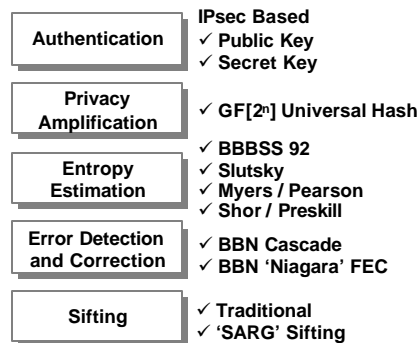 Authentication
IPsec Based
✓ Public Key
✓ Secret Key
Privacy
Amplification
✓ GF[2ⁿ] Universal Hash
Entropy
Estimation
✓ BBBSS 92
✓ Slutsky
✓ Myers / Pearson
✓ Shor / Preskill
Error Detection
and Correction
✓ BBN Cascade
✓ BBN ‘Niagara’ FEC
Sifting
✓ Traditional
✓ ‘SARG’ Sifting